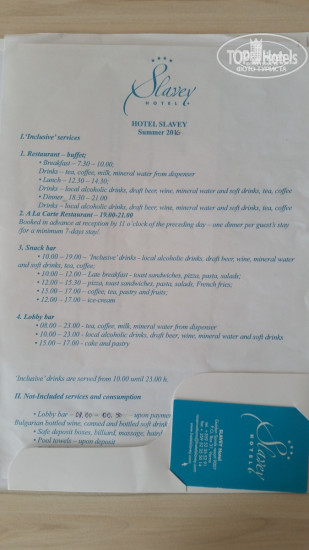 TOPHotels
ФОТО ТУРИСТА
Slavey
HOTEL
HOTEL SLAVEY
Summer 201
I.'Inclusive' services
1. Restaurant – buffet;
• Breakfast – 7.30 – 10.00;
Drinks – tea, coffee, milk, mineral water from dispenser
• Lunch – 12.30 – 14.30;
Drinks – local alcoholic drinks, draft beer, wine, mineral water and soft drinks, tea, coffee
• Dinner_ 18.30 – 21.00
Drinks – local alcoholic drinks, draft beer, wine, mineral water and soft drinks, tea, coffee
2. A La Carte Restaurant – 19.00-21.00
Booked in advance at reception by 11 o'clock of the preceding day – one dinner per guest's stay
(for a minimum 7-days stay/
3. Snack bar
• 10.00 – 19.00 – 'Inclusive' drinks - local alcoholic drinks, draft beer, wine, mineral water
and soft drinks, tea, coffee;
• 10.00 – 12.00 – Late breakfast - toast sandwiches, pizza, pasta, salads;
• 12.00 – 15.30 – pizza, toast sandwiches, pasta, salads, French fries;
• 15.00 – 17.00 – coffee, tea, pastry and fruits;
• 12.00 – 17.00 – ice-cream
4. Lobby bar
• 08.00 – 23.00 - tea, coffee, milk, mineral water from dispenser
• 10.00 – 23.00 - local alcoholic drinks, draft beer, wine, mineral water and soft drinks
• 15.00 – 17.00 – cake and pastry
'Inclusive' drinks are served from 10.00 until 23.00 h.
II. Not-Included services and consumption
• Lobby bar – – upon paymen
Bulgarian bottled wine, canned and bottled soft drink
• Safe deposit boxes, billiard, massage, haird
• Pool towels – upon deposit
Slavey
HOTEL
SLAVEY Hotel